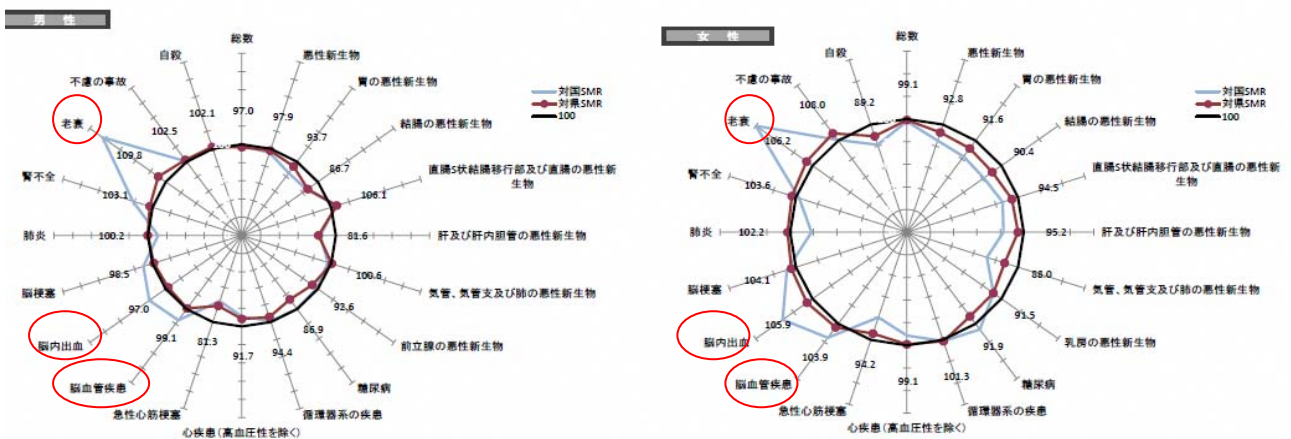 男 性
総数
自殺
悪性新生物
不慮の事故
胃の悪性新生物
老衰
結腸の悪性新生物
腎不全
直腸S状結腸移行部及び直腸の悪性新
生物
肺炎
肝及び肝内胆管の悪性新生物
脳梗塞
気管、気管支及び肺の悪性新生物
脳内出血
前立腺の悪性新生物
脳血管疾患
糖尿病
急性心筋梗塞
循環器系の疾患
心疾患(高血圧性を除く)
97.0
97.9
93.7
86.7
106.1
81.6
100.6
92.6
86.9
94.4
91.7
81.3
99.1
97.0
98.5
100.2
103.1
109.8
102.5
102.1
100
対国SMR
対県SMR
100
女 性
総数
自殺
悪性新生物
不慮の事故
胃の悪性新生物
老衰
結腸の悪性新生物
腎不全
直腸S状結腸移行部及び直腸の悪性新
生物
肺炎
肝及び肝内胆管の悪性新生物
脳梗塞
気管、気管支及び肺の悪性新生物
脳内出血
乳房の悪性新生物
脳血管疾患
糖尿病
急性心筋梗塞
循環器系の疾患
心疾患(高血圧性を除く)
99.1
92.8
91.6
90.4
94.5
95.2
88.0
91.5
91.9
101.3
99.1
94.2
103.9
105.9
104.1
102.2
103.6
106.2
108.0
89.2
対国SMR
対県SMR
100